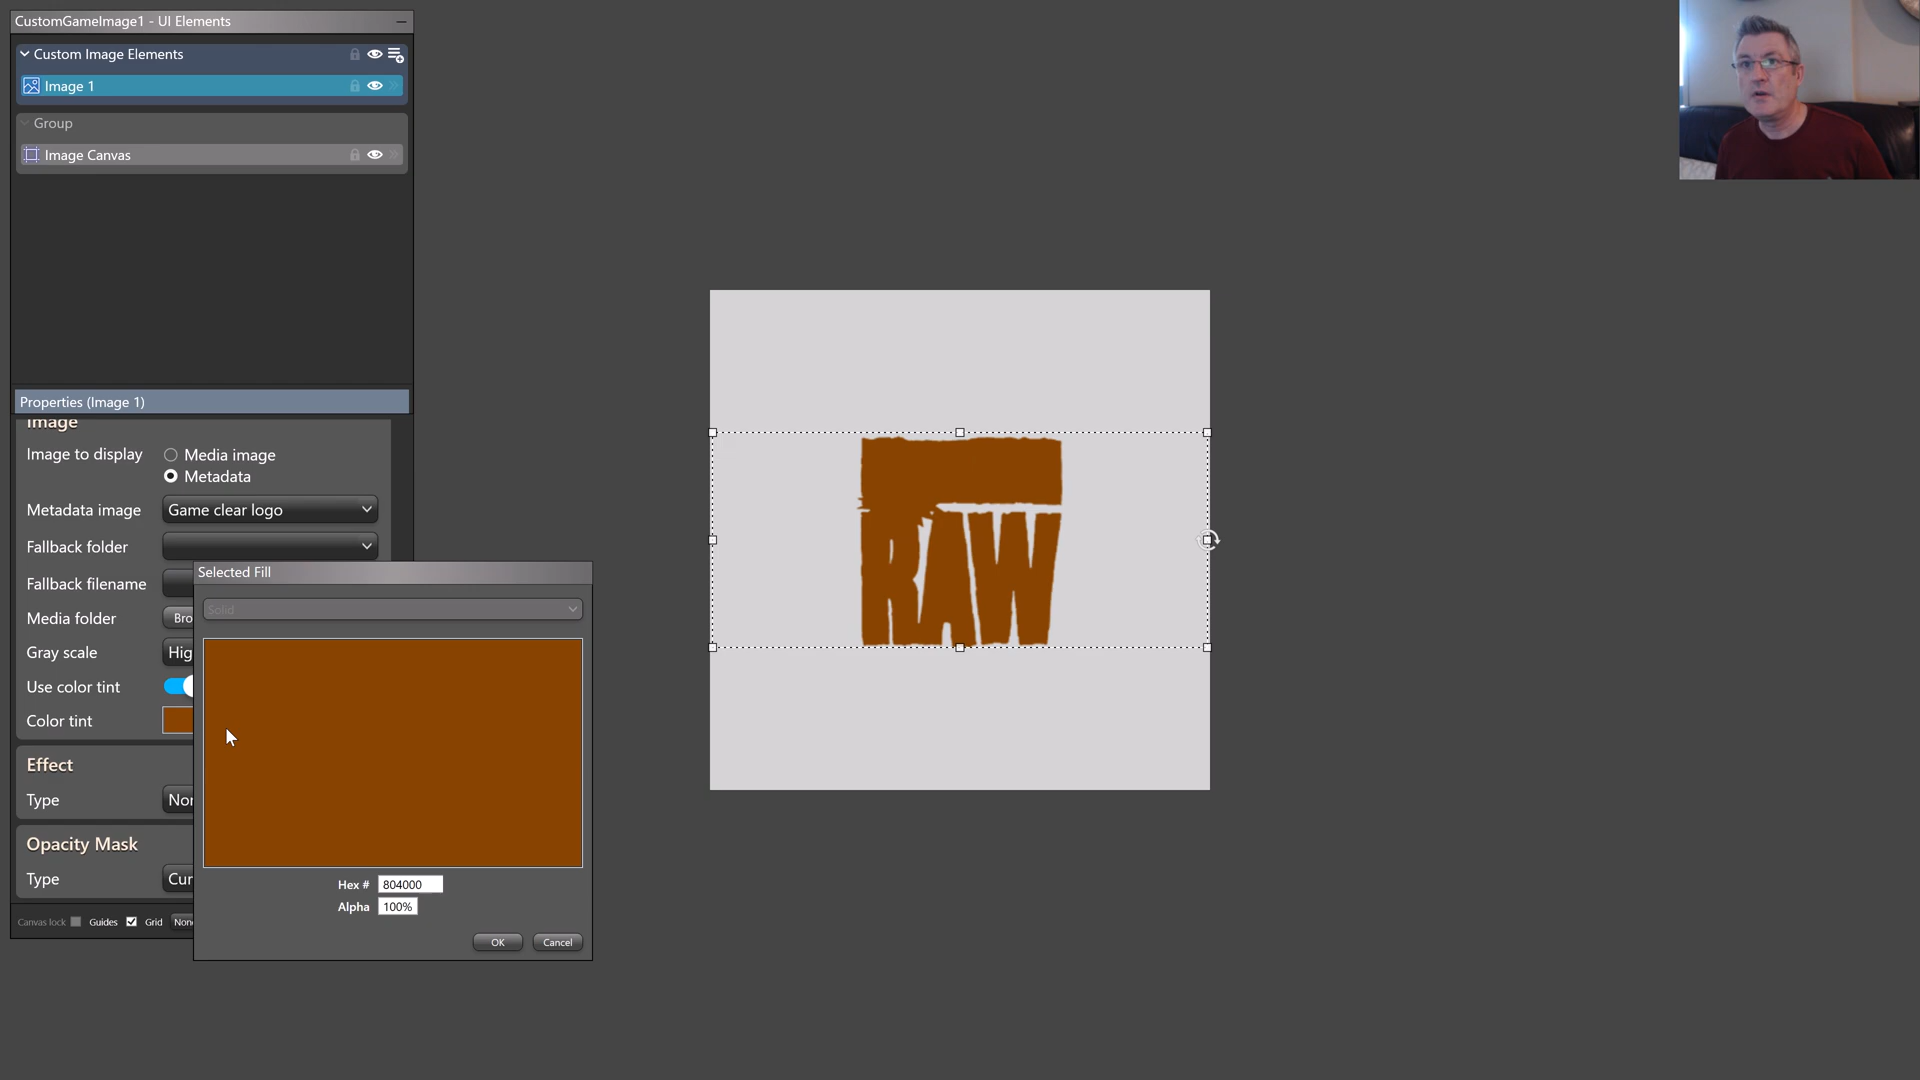 CustomGameImage1 - UI Elements
Custom Image Elements
Image 1
Group
Image Canvas
Properties (Image 1)
Image
Image to display
Media image
Metadata
Metadata image
Game clear logo
Fallback folder
Fallback filename
Media folder
Bro
Gray scale
Hig
Use color tint
Color tint
Effect
Type
Nor
Opacity Mask
Type
Cur
Canvas lock
Guides
Grid
Non
Selected Fill
Solid
Hex #
804000
Alpha
100%
OK
Cancel
RAW